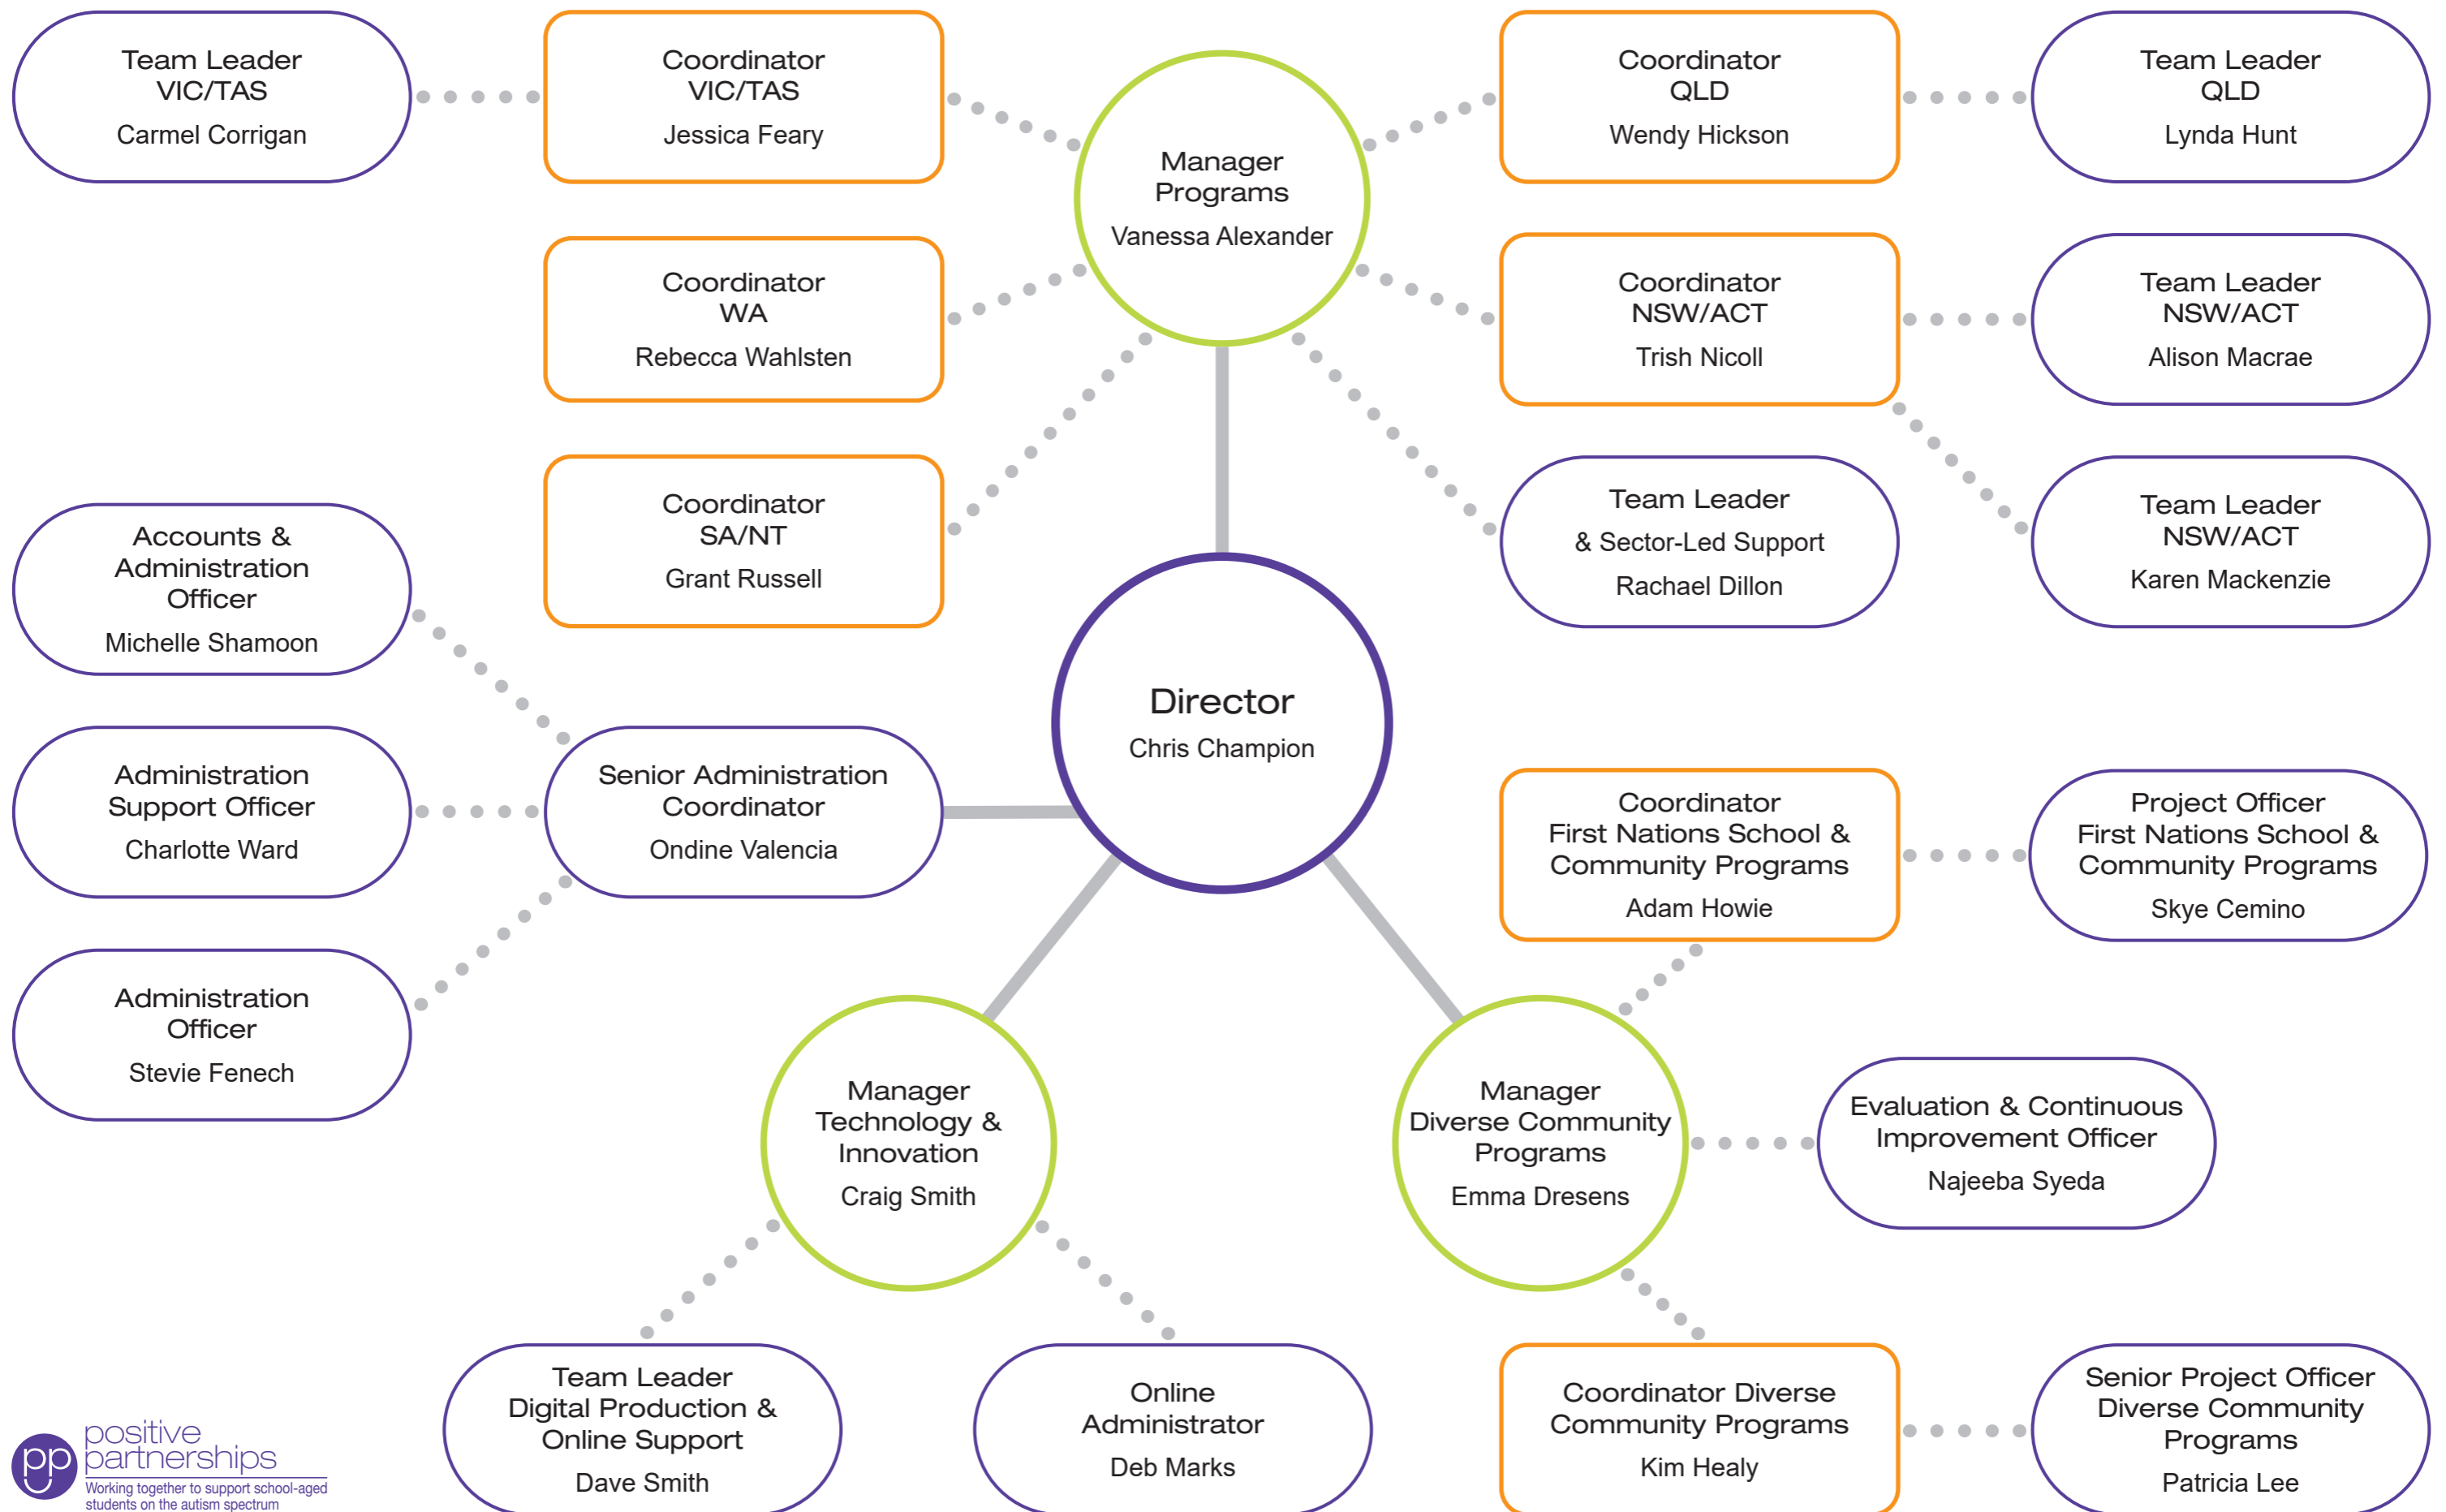 Team Leader
VIC/TAS
Carmel Corrigan
Coordinator
VIC/TAS
Jessica Feary
Manager
Programs
Vanessa Alexander
Coordinator
QLD
Wendy Hickson
Team Leader
QLD
Lynda Hunt
Coordinator
WA
Rebecca Wahlsten
Coordinator
NSW/ACT
Trish Nicoll
Team Leader
NSW/ACT
Alison Macrae
Coordinator
SA/NT
Grant Russell
Team Leader
& Sector-Led Support
Rachael Dillon
Team Leader
NSW/ACT
Karen Mackenzie
Accounts &
Administration
Officer
Michelle Shamoon
Director
Chris Champion
Administration
Support Officer
Charlotte Ward
Senior Administration
Coordinator
Ondine Valencia
Coordinator
First Nations School &
Community Programs
Adam Howie
Project Officer
First Nations School &
Community Programs
Skye Cemino
Administration
Officer
Stevie Fenech
Manager
Technology &
Innovation
Craig Smith
Manager
Diverse Community
Programs
Emma Dresens
Evaluation & Continuous
Improvement Officer
Najeeba Syeda
Team Leader
Digital Production &
Online Support
Dave Smith
Online
Administrator
Deb Marks
Coordinator Diverse
Community Programs
Kim Healy
Senior Project Officer
Diverse Community
Programs
Patricia Lee
pp
positive
partnerships
Working together to support school-aged
students on the autism spectrum